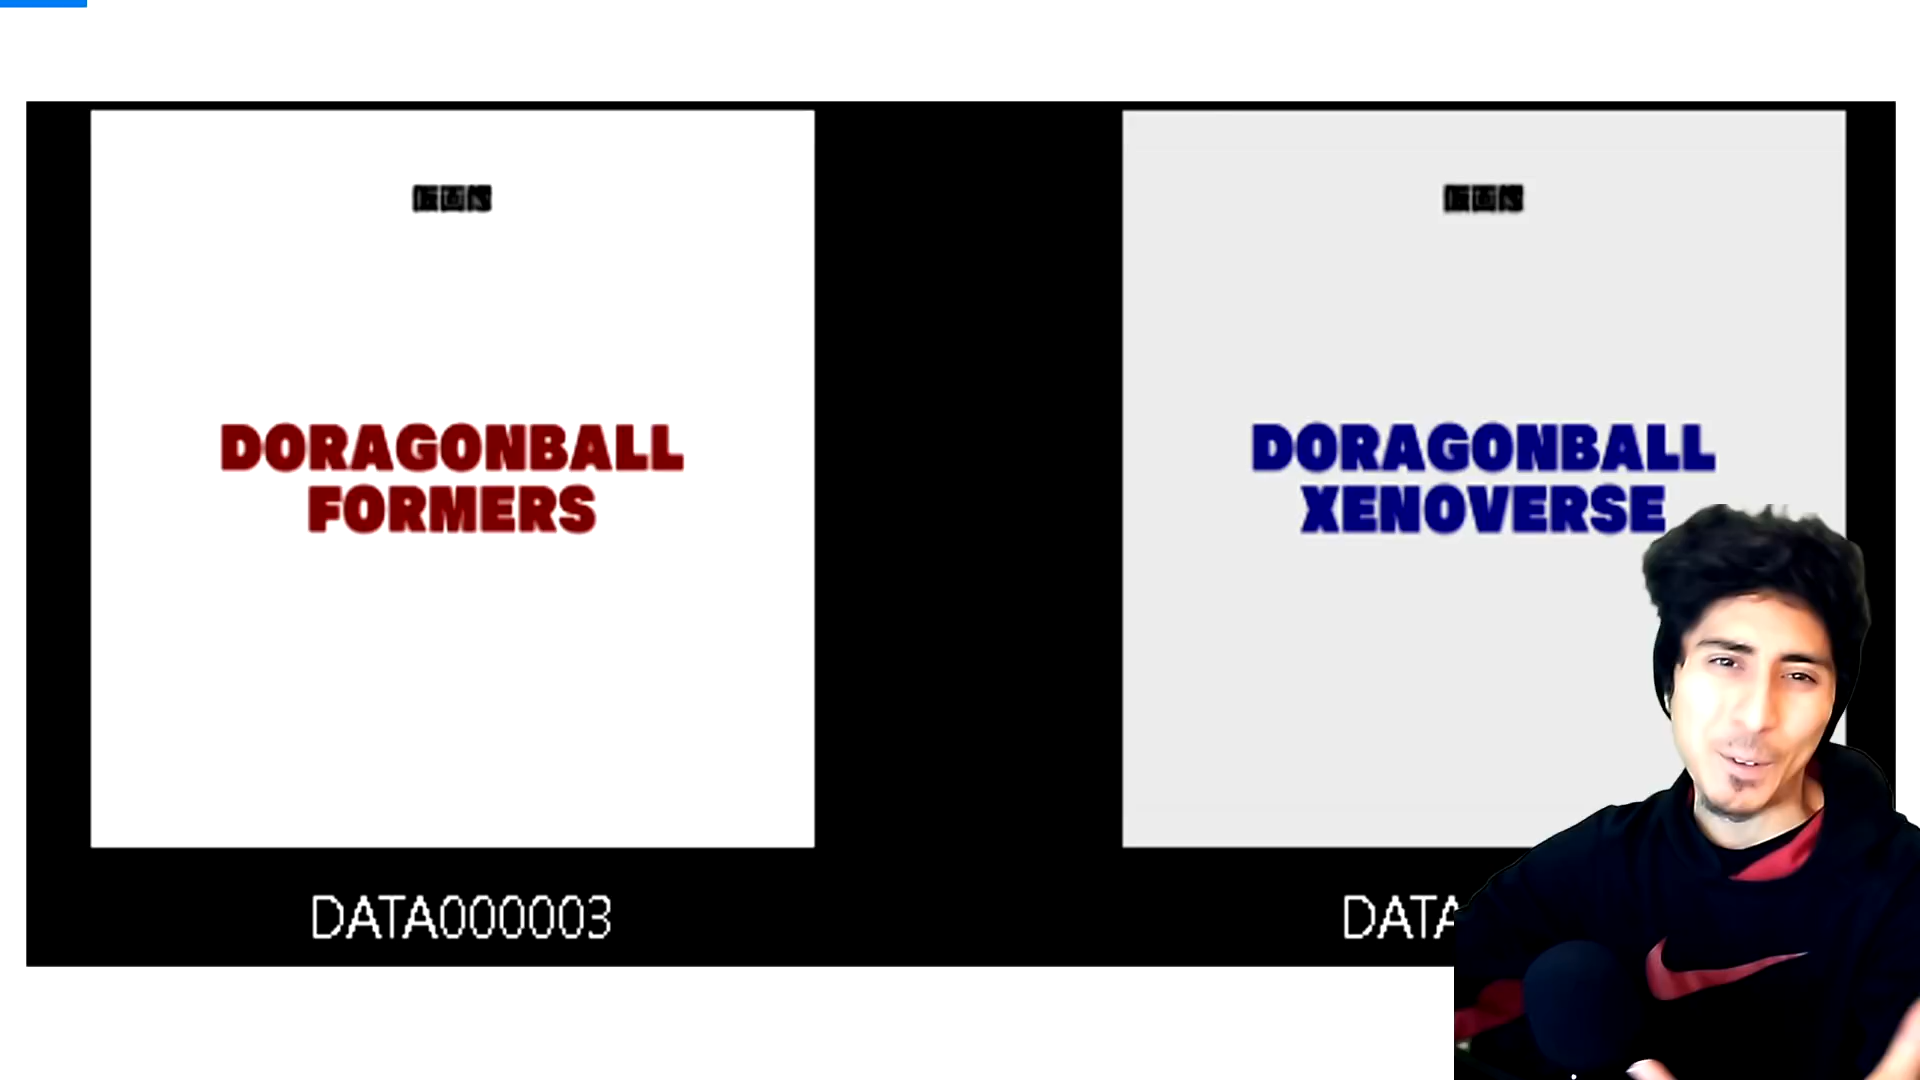 DORAGONBALL
FORMERS
DATA000003
DORAGONBALL
XENOVERSE
DATA